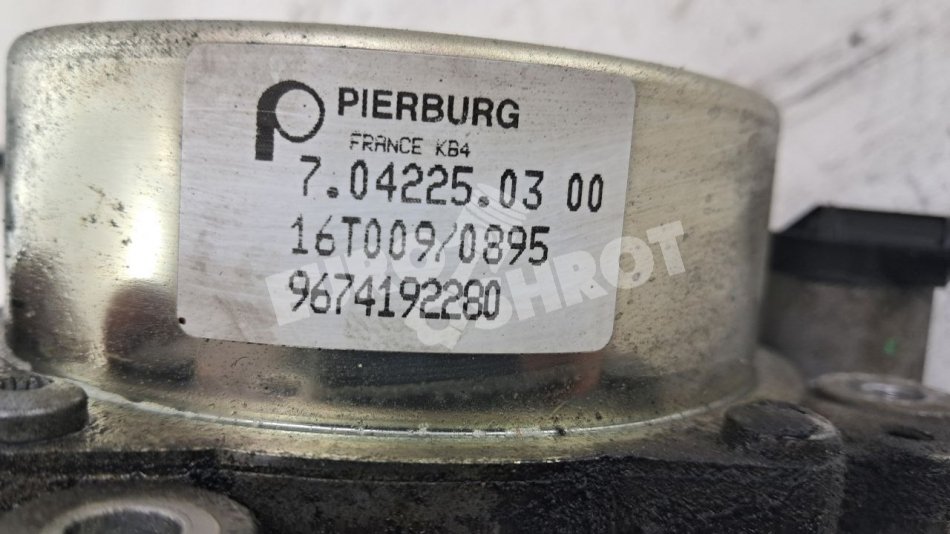 PIERBURG
FRANCE KB4
7.04225.03 00
16T009/0895
9674192280